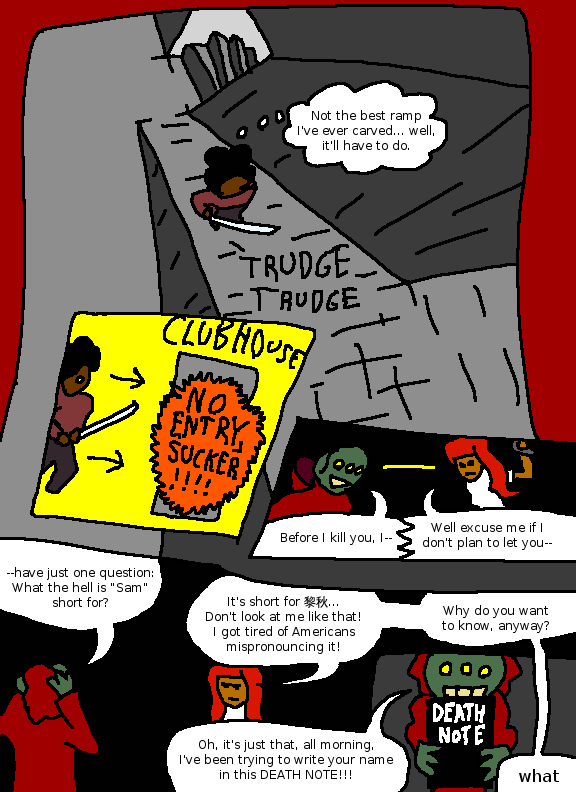 Not the best ramp
I've ever carved... well,
it'll have to do.
TRUDGE
TRUDGE
CLUBHOUSE
NO
ENTRY
SUCKER
!!!!
Before I kill you, I--
Well excuse me if I
don't plan to let you--
--have just one question:
What the hell is "Sam"
short for?
It's short for 黎秋...
Don't look at me like that!
I got tired of Americans
mispronouncing it!
Why do you want
to know, anyway?
Oh, it's just that, all morning,
I've been trying to write your name
in this DEATH NOTE!!!
DEATH
NOTE
what